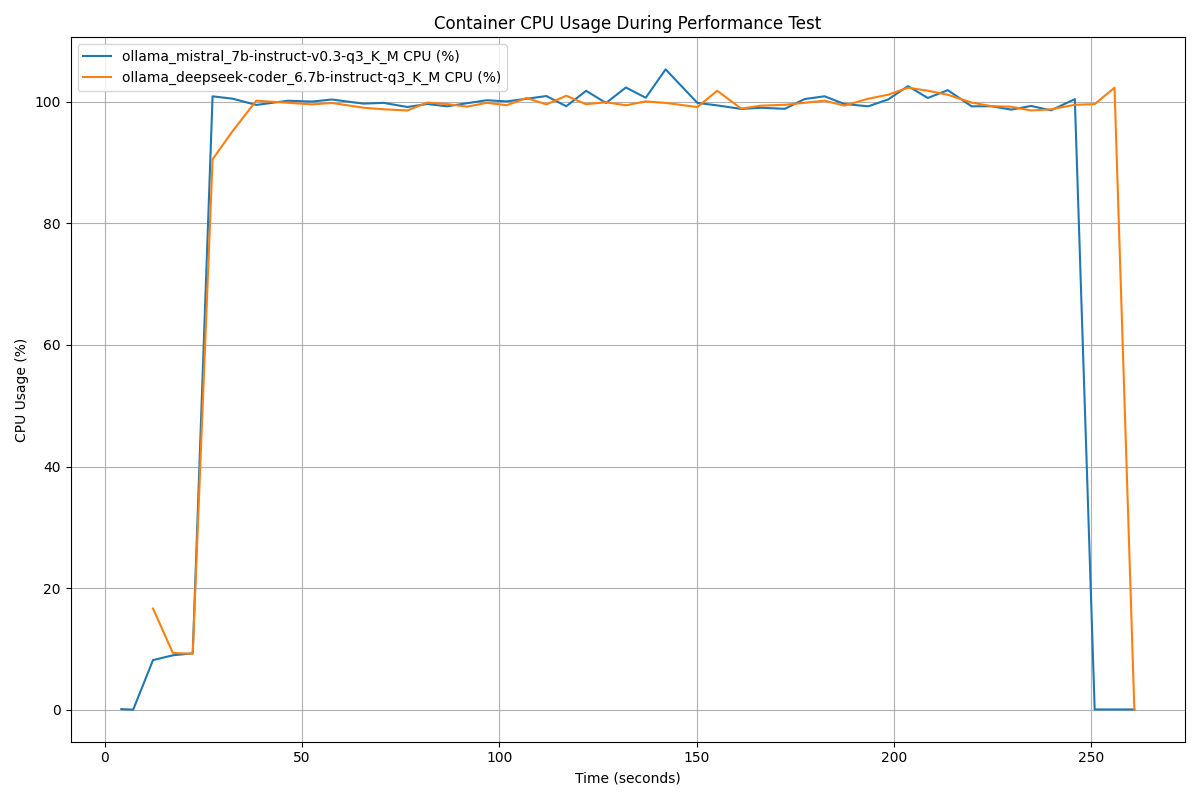 Container CPU Usage During Performance Test
ollama_mistral_7b-instruct-v0.3-q3_K_M CPU (%)
ollama_deepseek-coder_6.7b-instruct-q3_K_M CPU (%)
100
80
60
40
20
0
CPU Usage (%)
0 50 100 150 200 250
Time (seconds)